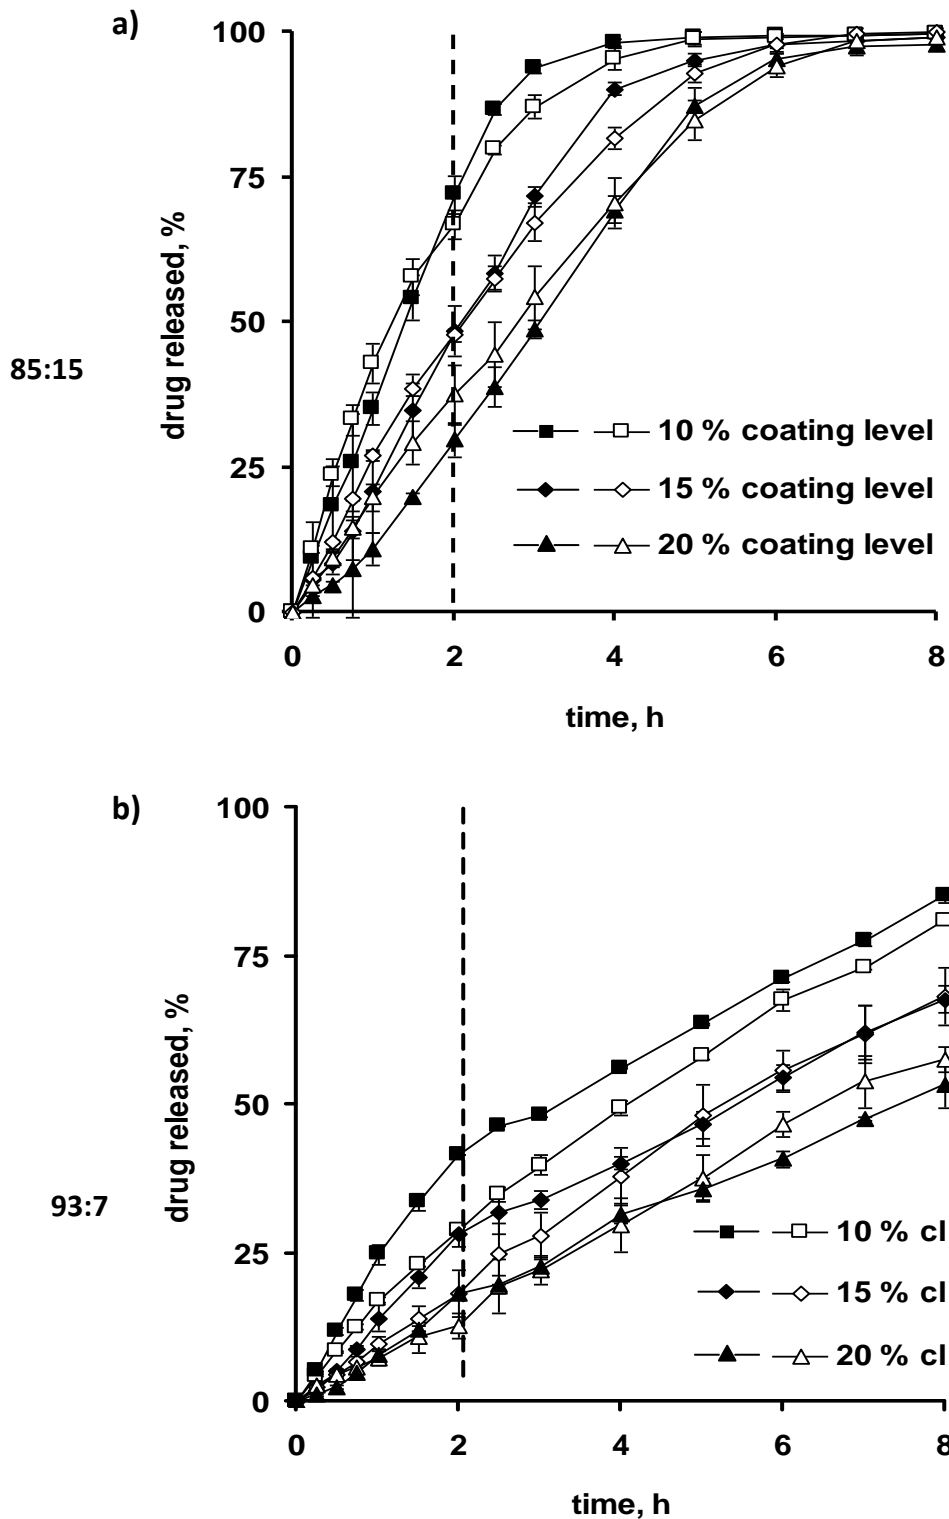 a)
100
75
50
25
0
drug released, %
85:15
10 % coating level
15 % coating level
20 % coating level
0 2 4 6 8
time, h
b)
100
75
50
25
0
drug released, %
93:7
10 % cl
15 % cl
20 % cl
0 2 4 6 8
time, h